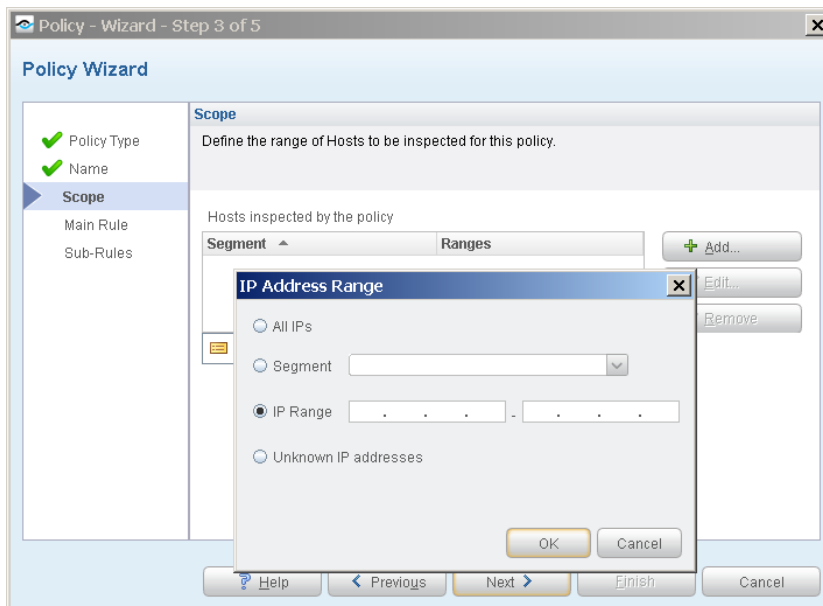 Policy - Wizard - Step 3 of 5
Policy Wizard
Policy Type
Name
Scope
Main Rule
Sub-Rules
Scope
Define the range of Hosts to be inspected for this policy.
Hosts inspected by the policy
Segment Ranges
Add...
Edit...
Remove
IP Address Range
All IPs
Segment
IP Range . . . - . . .
Unknown IP addresses
OK Cancel
Help Previous Next Finish Cancel